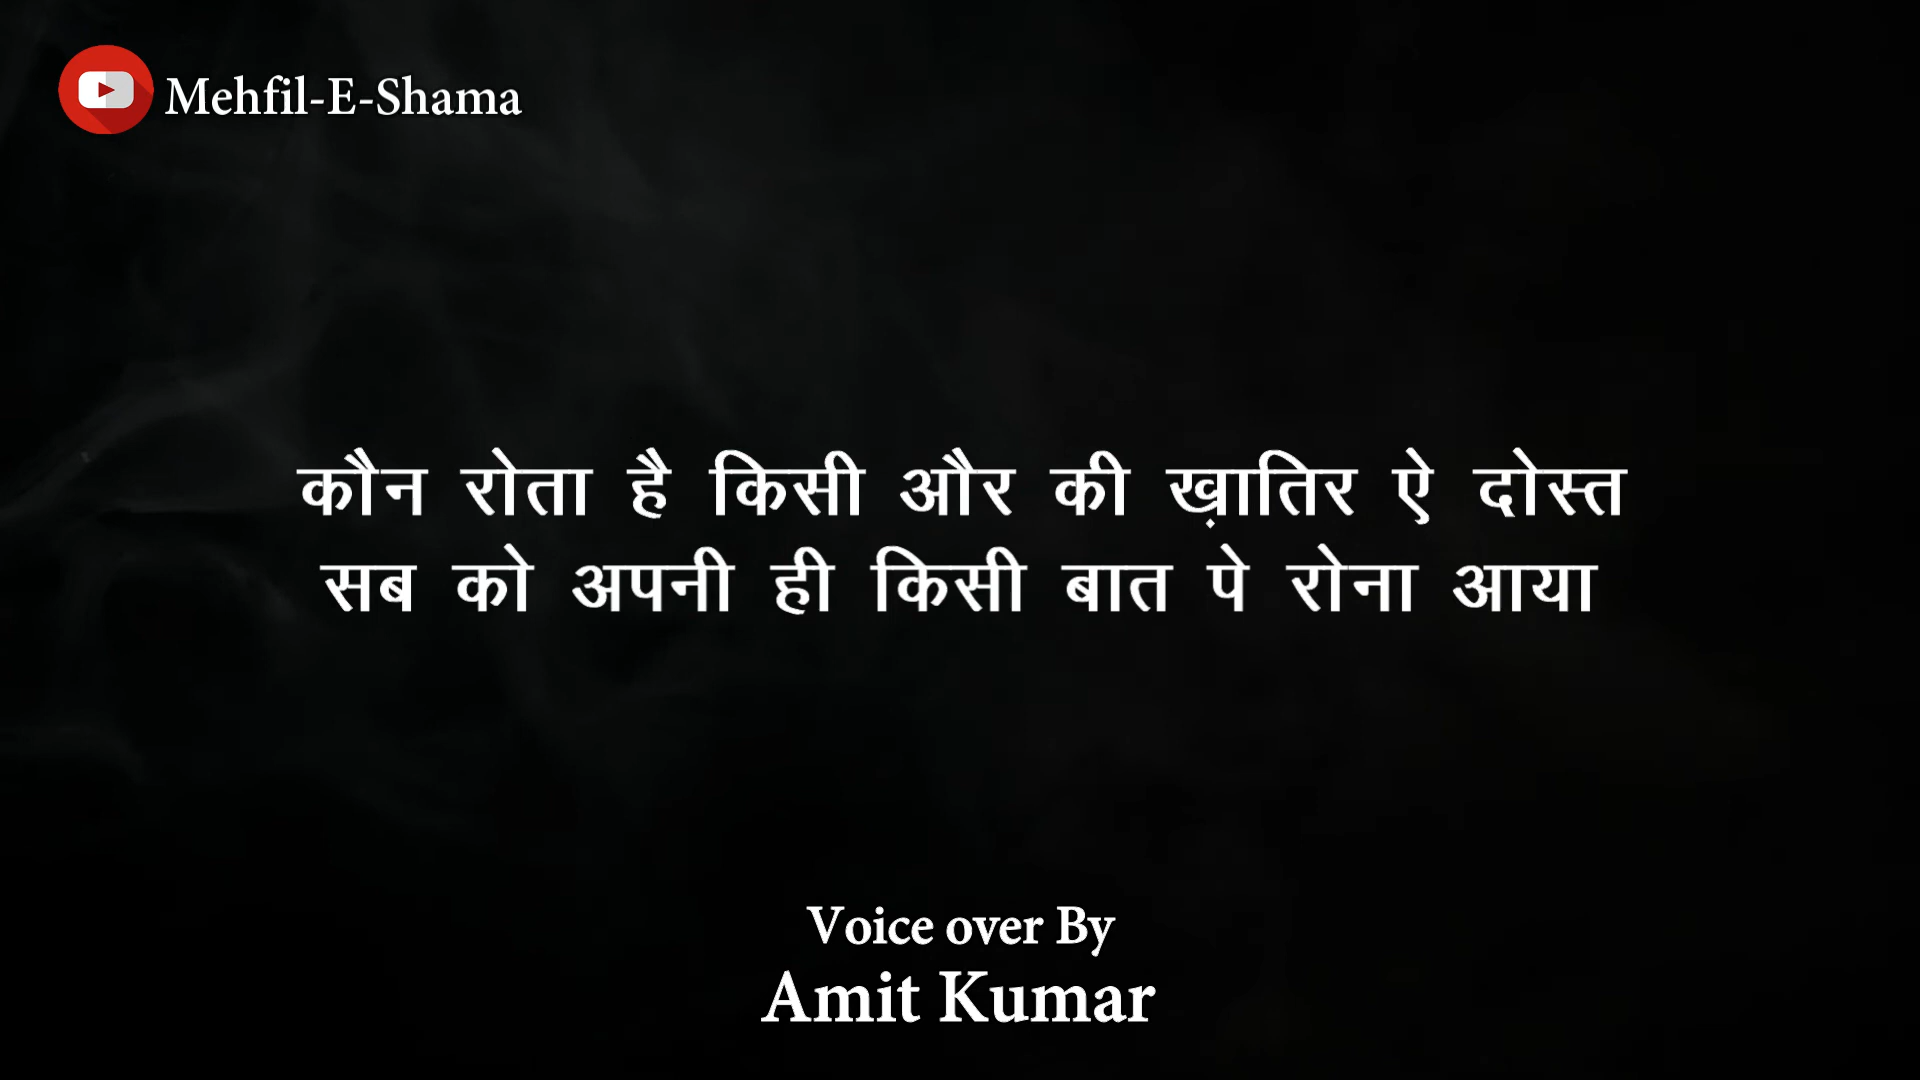 Mehfil-E-Shama
कौन रोता है किसी और की ख़ातिर ऐ दोस्त
सब को अपनी ही किसी बात पे रोना आया
Voice over By
Amit Kumar